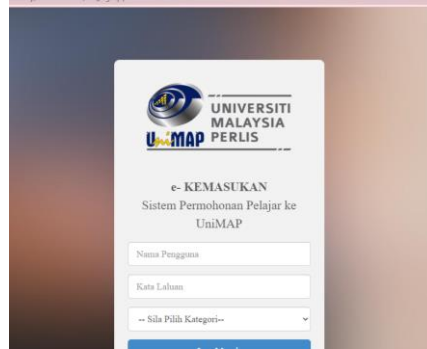 UNIVERSITI
MALAYSIA
UniMAP PERLIS
e- KEMASUKAN
Sistem Permohonan Pelajar ke
UniMAP
Nama Pengguna
Kata Laluan
-- Sila Pilih Kategori--